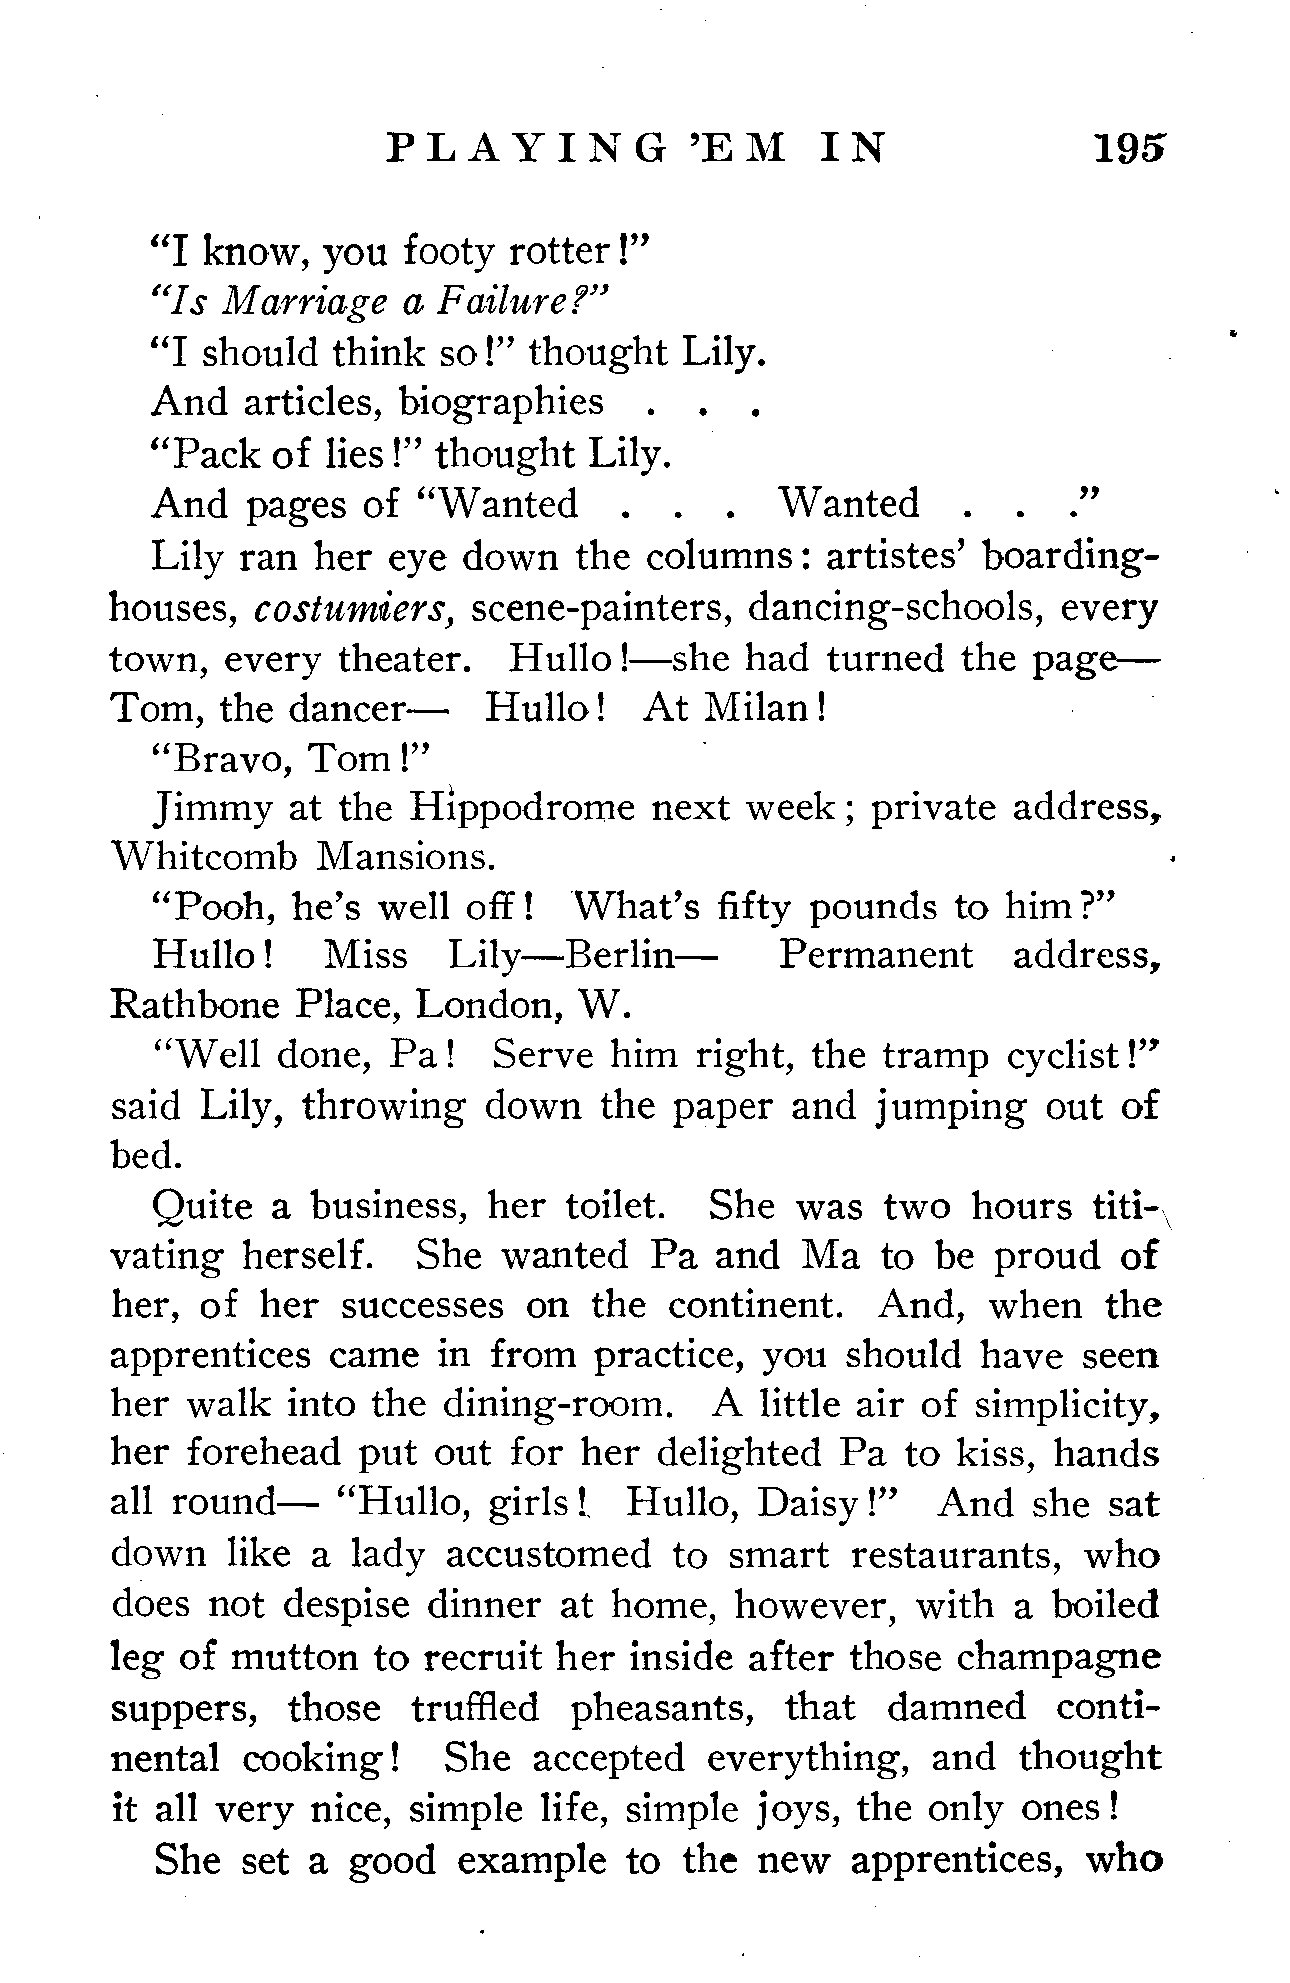 PLAYING 'EM IN 195
"I know, you footy rotter!"
"Is Marriage a Failure?"
"I should think so!" thought Lily.
And articles, biographies . . .
"Pack of lies!" thought Lily.
And pages of "Wanted . . . Wanted . . ."
Lily ran her eye down the columns: artistes' boarding-
houses, costumiers, scene-painters, dancing-schools, every
town, every theater. Hullo!—she had turned the page—
Tom, the dancer— Hullo! At Milan!
"Bravo, Tom!"
Jimmy at the Hippodrome next week; private address,
Whitcomb Mansions.
"Pooh, he's well off! What's fifty pounds to him?"
Hullo! Miss Lily—Berlin— Permanent address,
Rathbone Place, London, W.
"Well done, Pa! Serve him right, the tramp cyclist!"
said Lily, throwing down the paper and jumping out of
bed.
Quite a business, her toilet. She was two hours titi-
vating herself. She wanted Pa and Ma to be proud of
her, of her successes on the continent. And, when the
apprentices came in from practice, you should have seen
her walk into the dining-room. A little air of simplicity,
her forehead put out for her delighted Pa to kiss, hands
all round— "Hullo, girls! Hullo, Daisy!" And she sat
down like a lady accustomed to smart restaurants, who
does not despise dinner at home, however, with a boiled
leg of mutton to recruit her inside after those champagne
suppers, those truffled pheasants, that damned conti-
nental cooking! She accepted everything, and thought
it all very nice, simple life, simple joys, the only ones!
She set a good example to the new apprentices, who